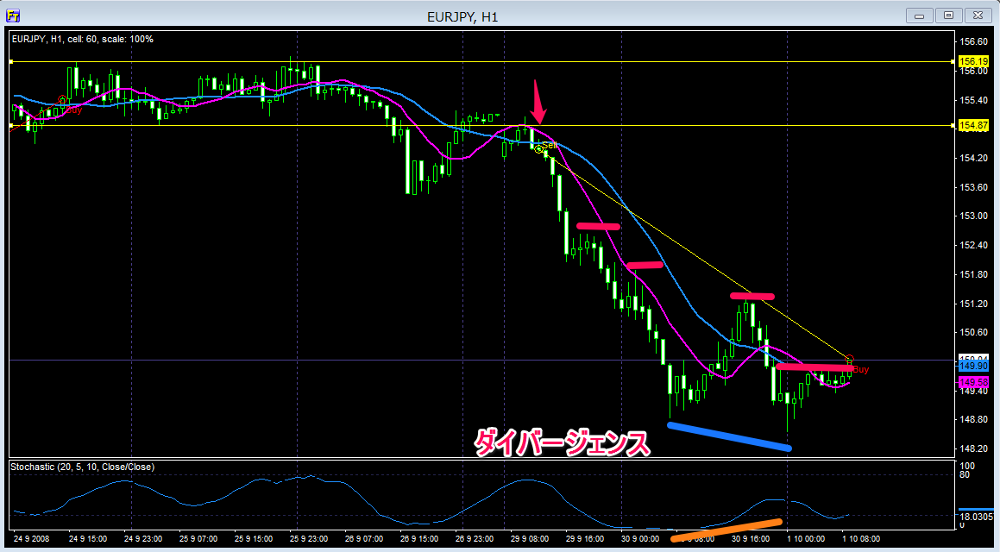 EURJPY, H1
EURJPY, H1, cell: 60, scale: 100%
156.60
156.19
156.00
155.40
154.87
154.20
153.60
153.00
152.40
151.80
151.20
150.60
149.90
149.58
149.40
148.80
148.20
Buy
Sell
Buy
ダイバージェンス
Stochastic (20, 5, 10, Close/Close)
100
80
18.0305
0
24 9 2008
24 9 15:00
24 9 23:00
25 9 07:00
25 9 15:00
25 9 23:00
26 9 07:00
26 9 15:00
26 9 23:00
29 9 08:00
29 9 16:00
30 9 00:00
30 9 16:00
1 10 00:00
1 10 08:00